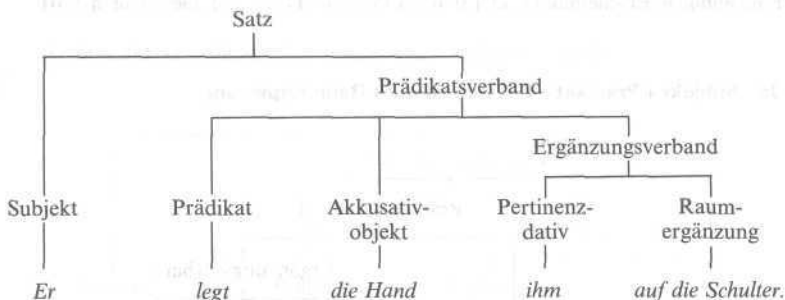 Satz
Prädikatsverband
Ergänzungsverband
Subjekt Prädikat Akkusativ- Pertinenz- Raum-
objekt dativ ergänzung
Er legt die Hand ihm auf die Schulter.